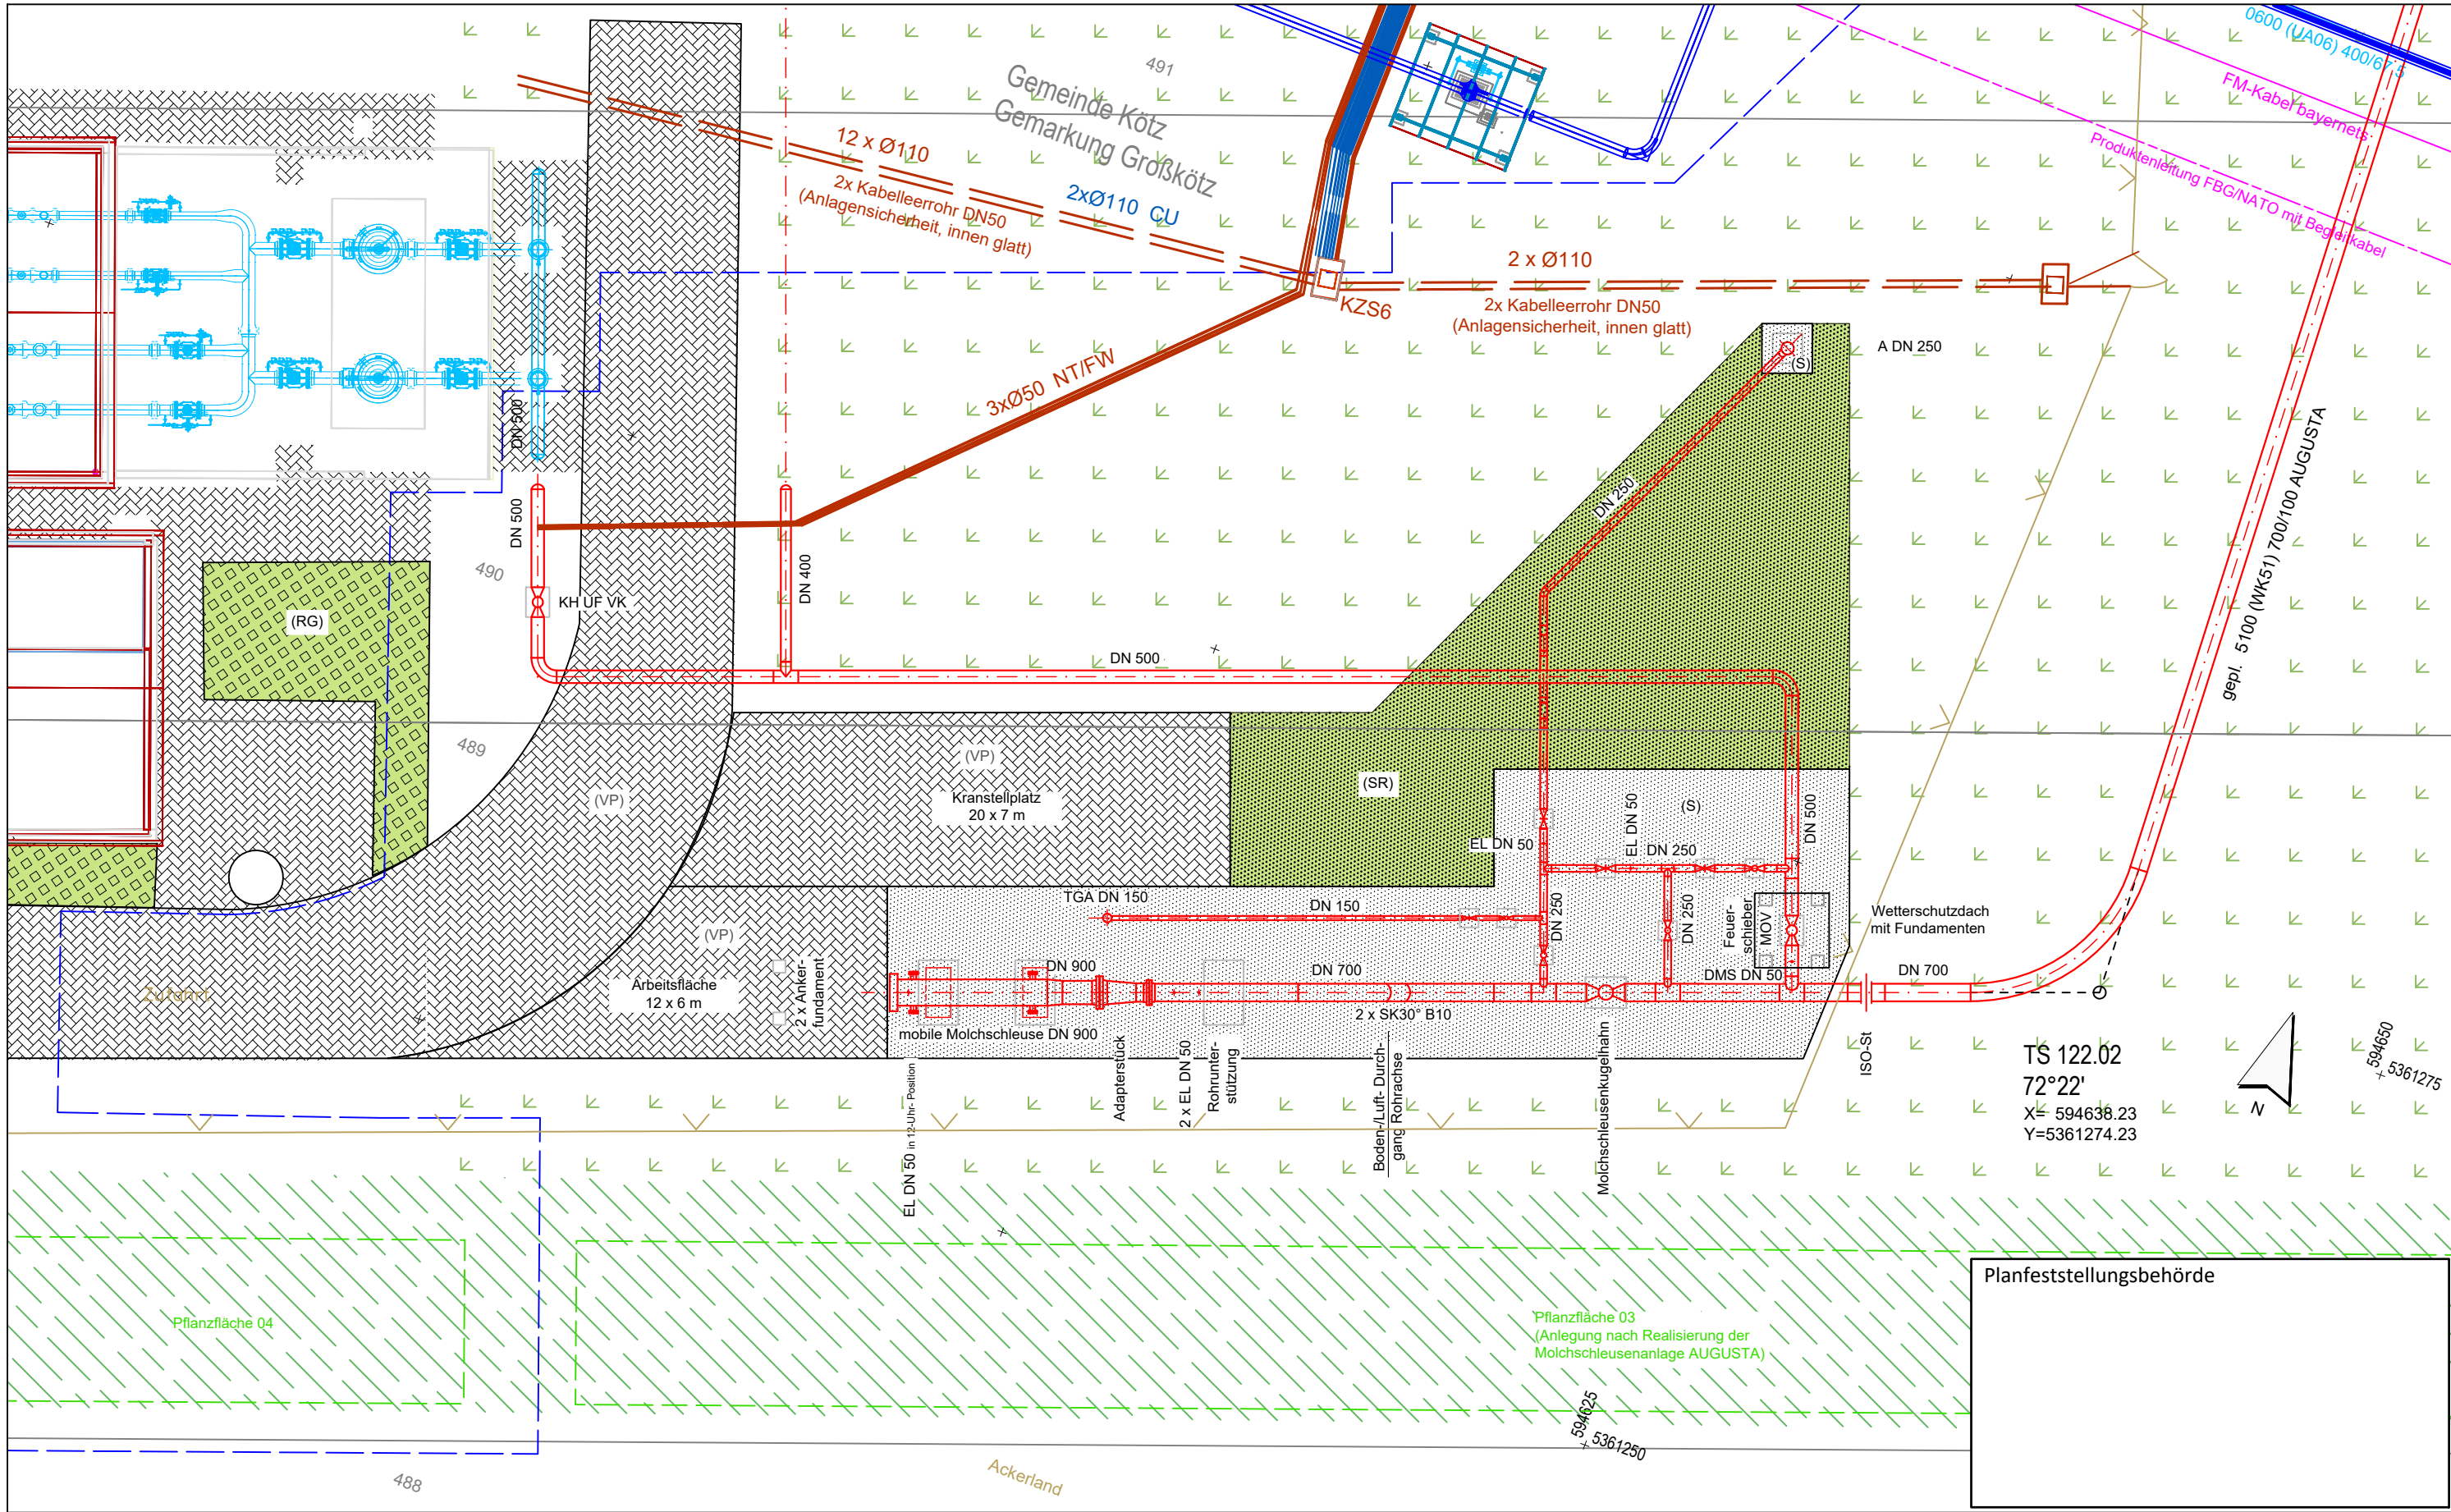 491
Gemeinde Kötz
Gemarkung Großkötz
0600 (UA06) 400/67,5
FM-Kabel bayernets
Produktenleitung FBG/NATO mit Begleitkabel
12 x Ø110
2x Kabelleerrohr DN50
(Anlagensicherheit, innen glatt)
2xØ110 CU
2 x Ø110
2x Kabelleerrohr DN50
(Anlagensicherheit, innen glatt)
KZS6
3xØ50 NT/FW
A DN 250
(S)
DN 500
DN 500
DN 250
gepl. 5100 (WK51) 700/100 AUGUSTA
DN 400
490
KH UF VK
(RG)
DN 500
489
(VP)
(VP)
Kranstellplatz
20 x 7 m
(SR)
(S)
EL DN 50
EL DN 50
DN 250
DN 500
TGA DN 150
DN 150
DN 250
DN 250
Feuer-
schieber
MOV
Wetterschutzdach
mit Fundamenten
(VP)
Arbeitsfläche
12 x 6 m
2 x Anker-
fundament
DN 900
DN 700
DMS DN 50
DN 700
Zufahrt
mobile Molchschleuse DN 900
2 x SK30° B10
EL DN 50 in 12-Uhr- Position
Adapterstück
2 x EL DN 50
Rohrunter-
stützung
Boden-/Luft- Durch-
gang Rohrachse
Molchschleusenkugelhahn
ISO-St
TS 122.02
72°22'
X= 594638.23
Y=5361274.23
N
594650
5361275
Planfeststellungsbehörde
Pflanzfläche 04
Pflanzfläche 03
(Anlegung nach Realisierung der
Molchschleusenanlage AUGUSTA)
594625
5361250
488
Ackerland